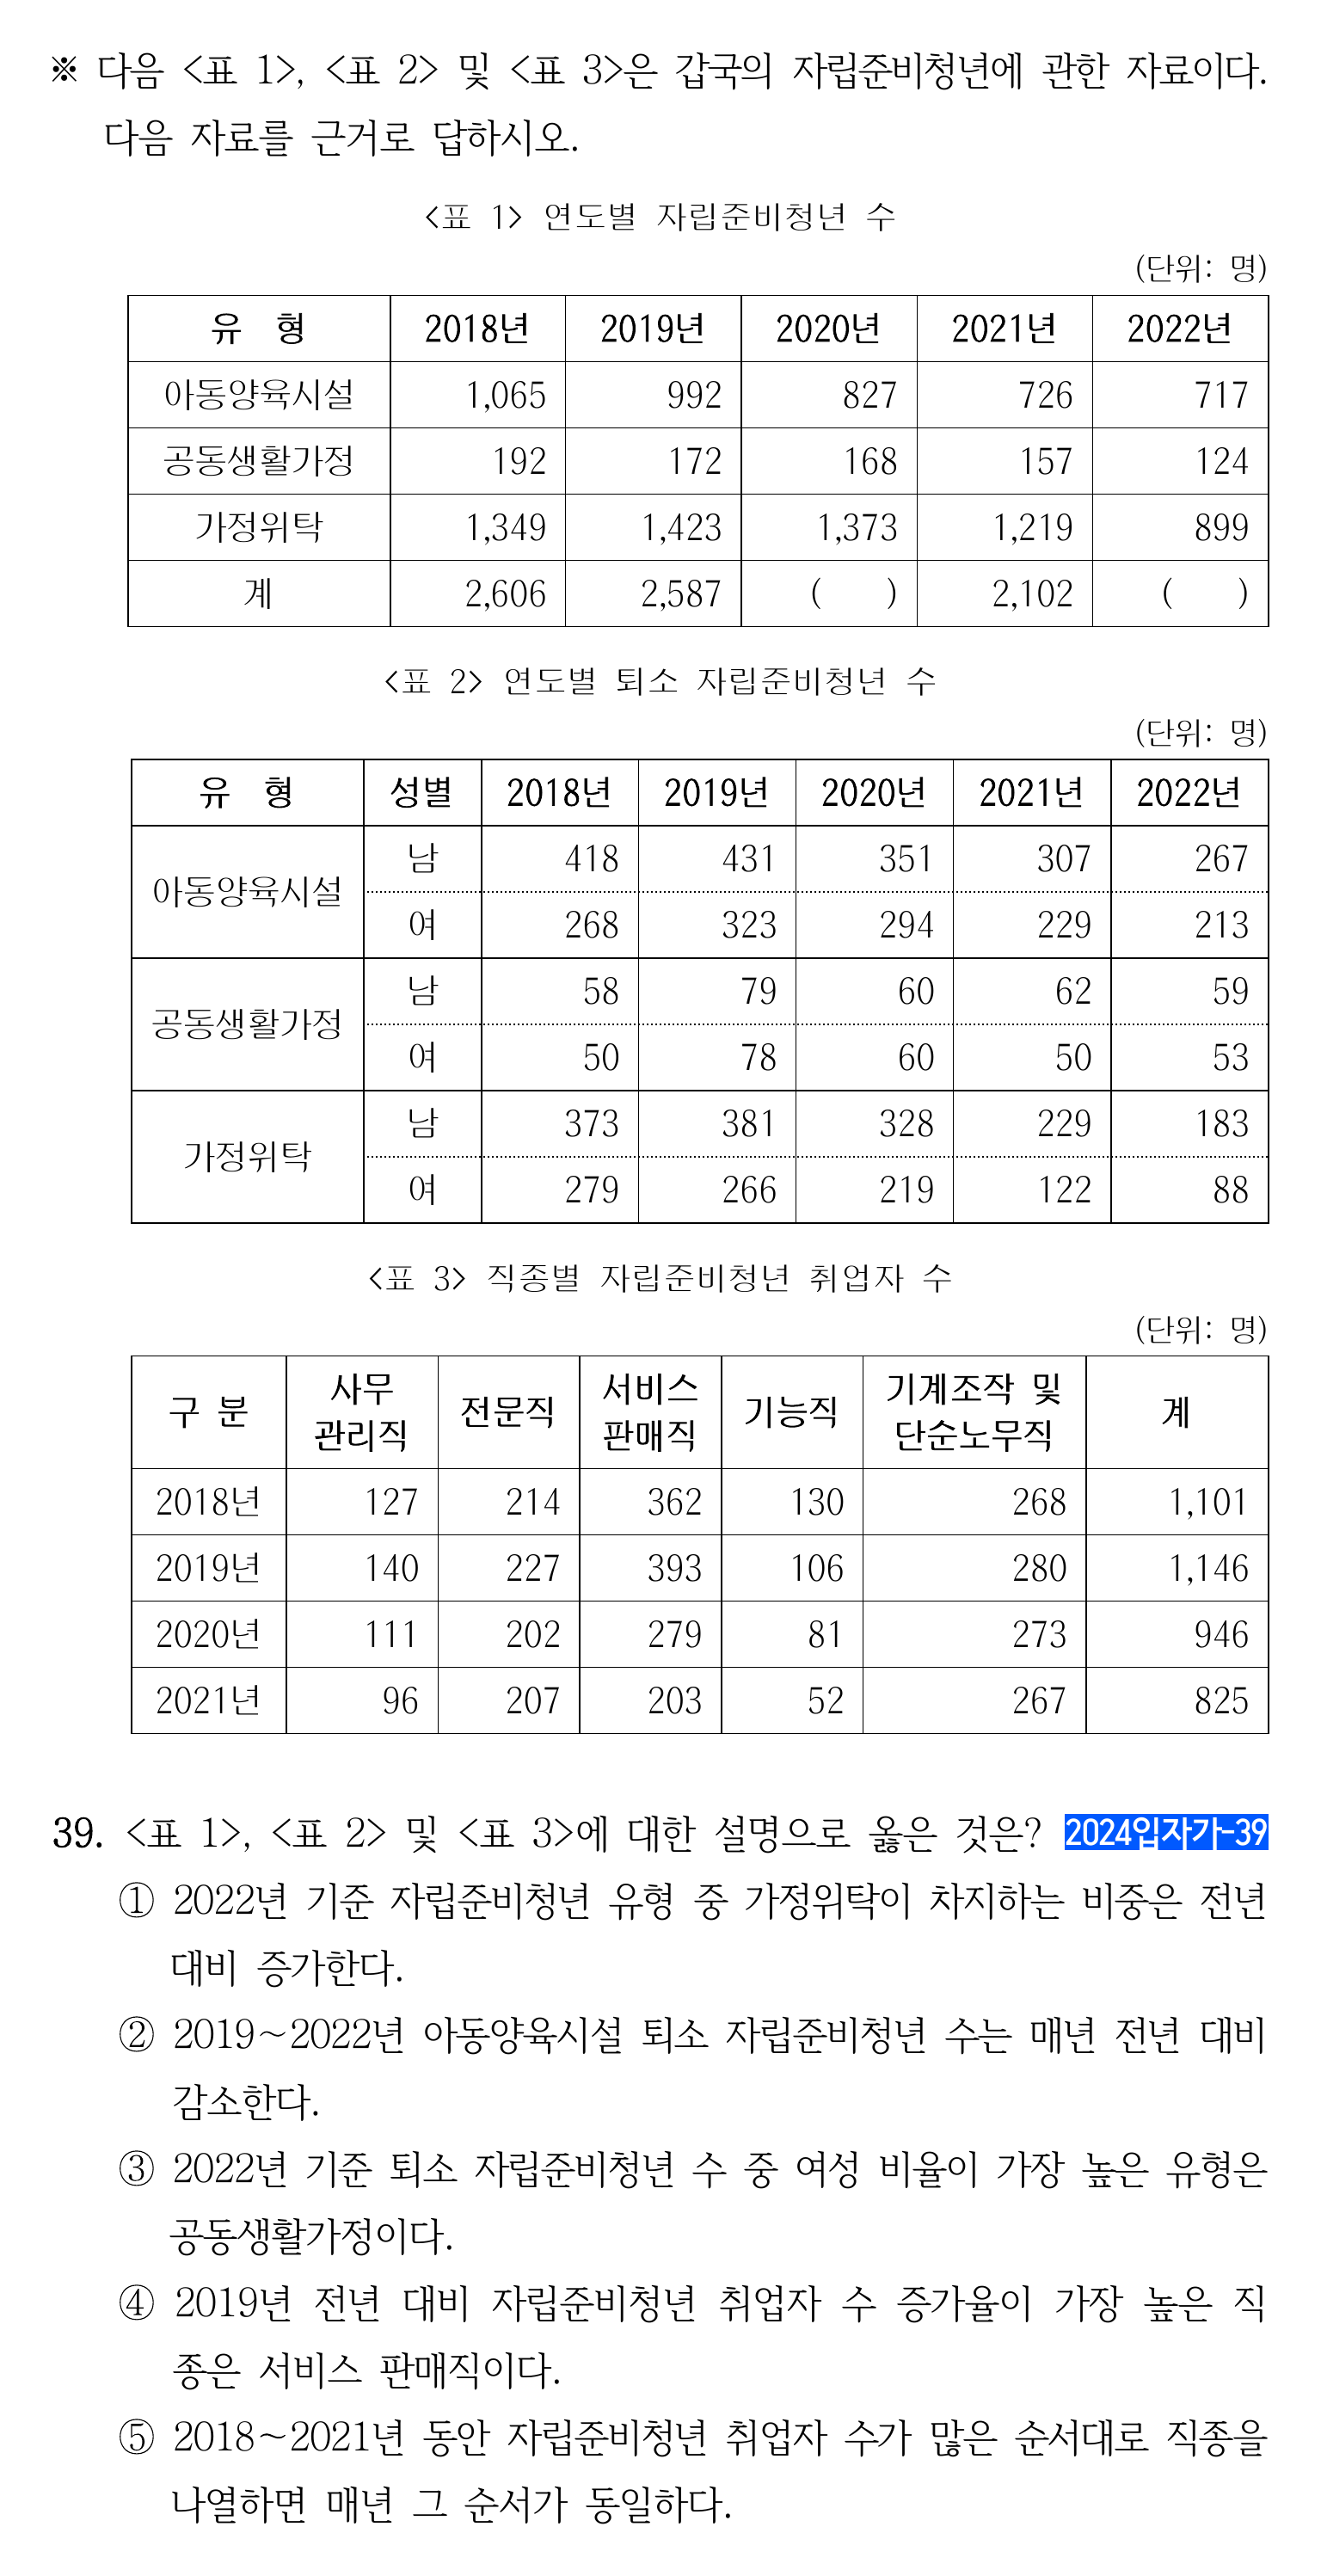 ※ 다음 <표 1>, <표 2> 및 <표 3>은 갑국의 자립준비청년에 관한 자료이다.
다음 자료를 근거로 답하시오.
<표 1> 연도별 자립준비청년 수
(단위: 명)
유 형 2018년 2019년 2020년 2021년 2022년
아동양육시설 1,065 992 827 726 717
공동생활가정 192 172 168 157 124
가정위탁 1,349 1,423 1,373 1,219 899
계 2,606 2,587 ( ) 2,102 ( )
<표 2> 연도별 퇴소 자립준비청년 수
(단위: 명)
유 형 성별 2018년 2019년 2020년 2021년 2022년
아동양육시설 남 418 431 351 307 267
여 268 323 294 229 213
공동생활가정 남 58 79 60 62 59
여 50 78 60 50 53
가정위탁 남 373 381 328 229 183
여 279 266 219 122 88
<표 3> 직종별 자립준비청년 취업자 수
(단위: 명)
구 분 사무 관리직 전문직 서비스 판매직 기능직 기계조작 및 단순노무직 계
2018년 127 214 362 130 268 1,101
2019년 140 227 393 106 280 1,146
2020년 111 202 279 81 273 946
2021년 96 207 203 52 267 825
39. <표 1>, <표 2> 및 <표 3>에 대한 설명으로 옳은 것은? 2024입자가-39
① 2022년 기준 자립준비청년 유형 중 가정위탁이 차지하는 비중은 전년
대비 증가한다.
② 2019~2022년 아동양육시설 퇴소 자립준비청년 수는 매년 전년 대비
감소한다.
③ 2022년 기준 퇴소 자립준비청년 수 중 여성 비율이 가장 높은 유형은
공동생활가정이다.
④ 2019년 전년 대비 자립준비청년 취업자 수 증가율이 가장 높은 직
종은 서비스 판매직이다.
⑤ 2018~2021년 동안 자립준비청년 취업자 수가 많은 순서대로 직종을
나열하면 매년 그 순서가 동일하다.